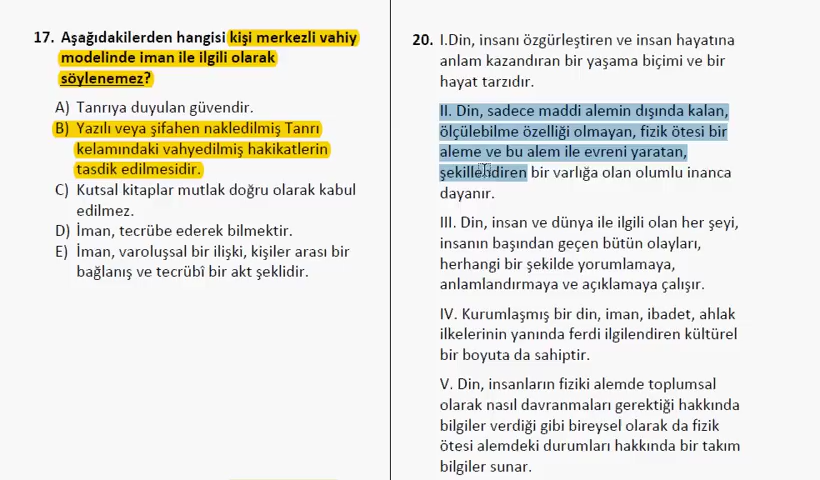 17. Aşağıdakilerden hangisi kişi merkezli vahiy
modelinde iman ile ilgili olarak
söylenemez?
A) Tanrıya duyulan güvendir.
B) Yazılı veya şifahen nakledilmiş Tanrı
kelamındaki vahyedilmiş hakikatlerin
tasdik edilmesidir.
C) Kutsal kitaplar mutlak doğru olarak kabul
edilmez.
D) İman, tecrübe ederek bilmektir.
E) İman, varoluşsal bir ilişki, kişiler arası bir
bağlanış ve tecrübî bir akt şeklidir.
20. I.Din, insanı özgürleştiren ve insan hayatına
anlam kazandıran bir yaşama biçimi ve bir
hayat tarzıdır.
II. Din, sadece maddi alemin dışında kalan,
ölçülebilme özelliği olmayan, fizik ötesi bir
aleme ve bu alem ile evreni yaratan,
şekillendiren bir varlığa olan olumlu inanca
dayanır.
III. Din, insan ve dünya ile ilgili olan her şeyi,
insanın başından geçen bütün olayları,
herhangi bir şekilde yorumlamaya,
anlamlandırmaya ve açıklamaya çalışır.
IV. Kurumlaşmış bir din, iman, ibadet, ahlak
ilkelerinin yanında ferdi ilgilendiren kültürel
bir boyuta da sahiptir.
V. Din, insanların fiziki alemde toplumsal
olarak nasıl davranmaları gerektiği hakkında
bilgiler verdiği gibi bireysel olarak da fizik
ötesi alemdeki durumları hakkında bir takım
bilgiler sunar.